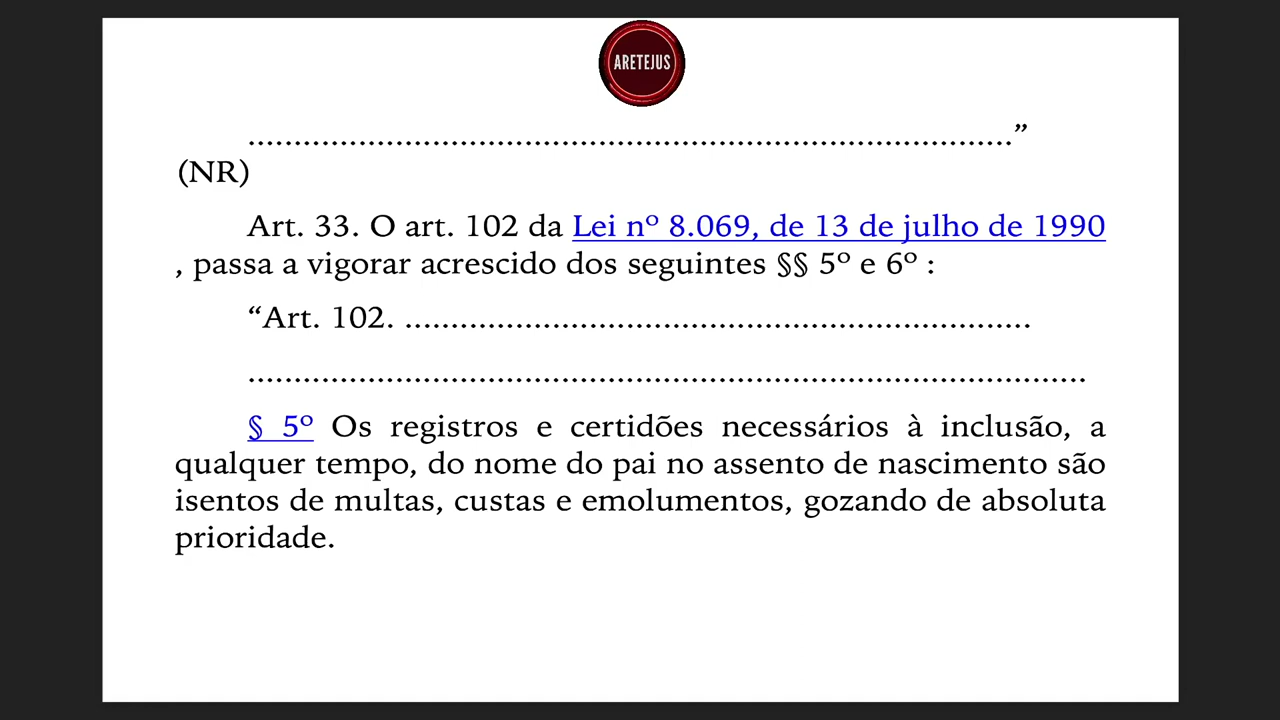 ARETEJUS
...................................................................................”
(NR)
Art. 33. O art. 102 da Lei nº 8.069, de 13 de julho de 1990
, passa a vigorar acrescido dos seguintes §§ 5º e 6º :
“Art. 102. ....................................................................
...........................................................................................
§ 5º Os registros e certidões necessários à inclusão, a
qualquer tempo, do nome do pai no assento de nascimento são
isentos de multas, custas e emolumentos, gozando de absoluta
prioridade.